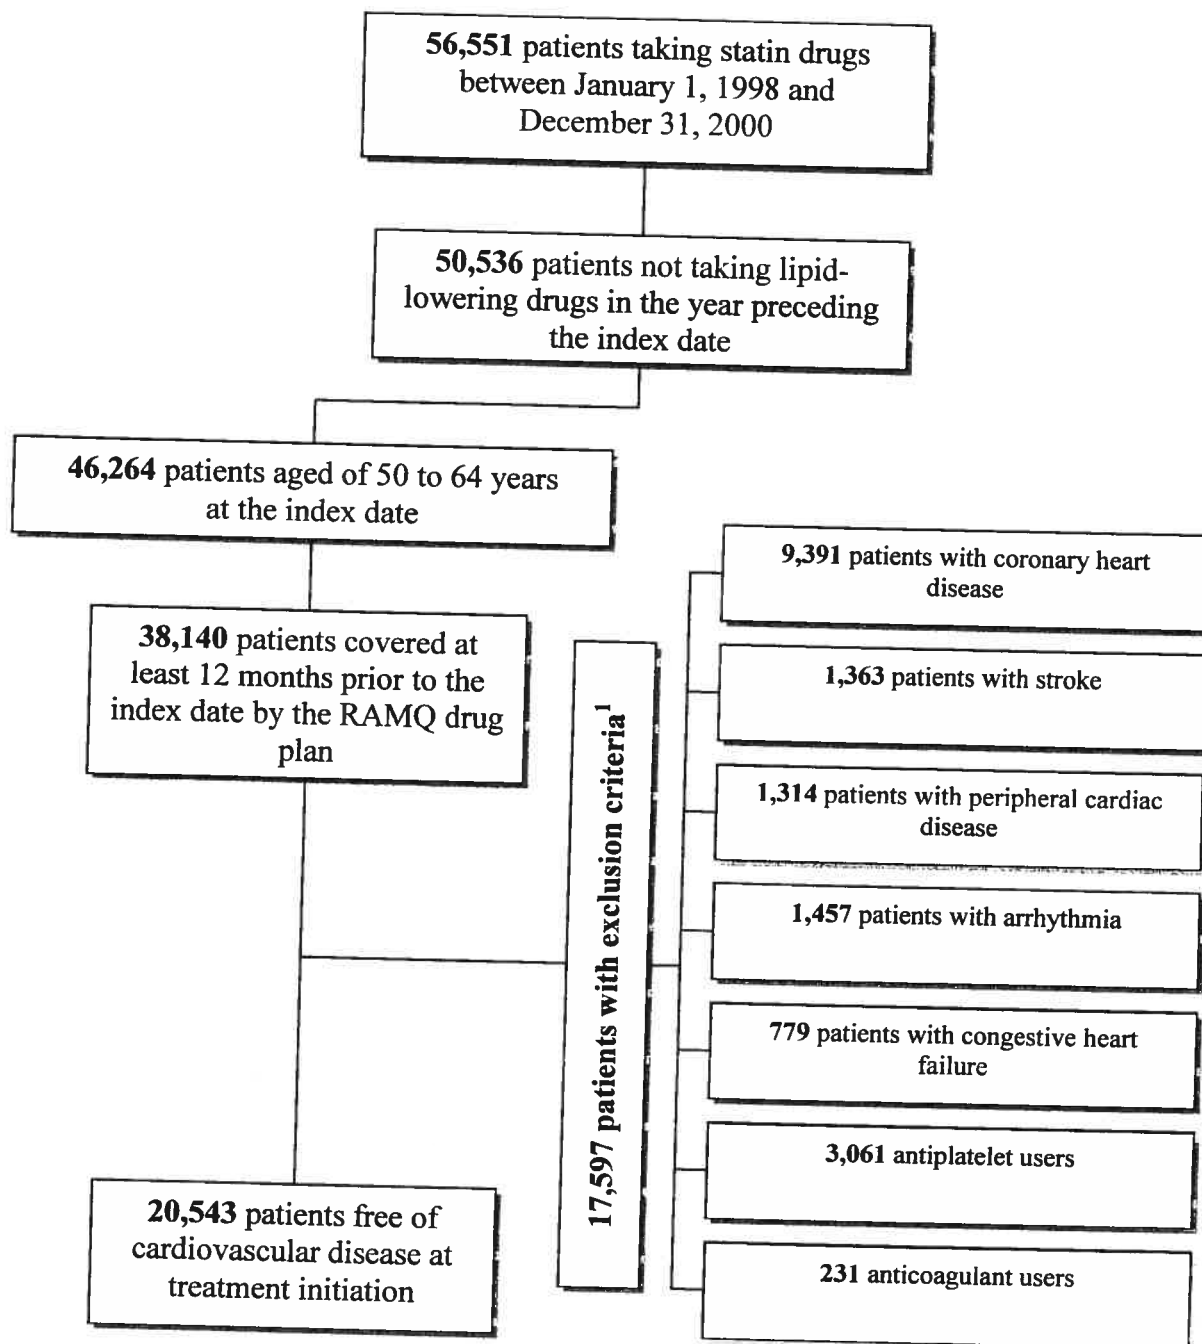 56,551 patients taking statin drugs
between January 1, 1998 and
December 31, 2000
50,536 patients not taking lipid-
lowering drugs in the year preceding
the index date
46,264 patients aged of 50 to 64 years
at the index date
38,140 patients covered at
least 12 months prior to the
index date by the RAMQ drug
plan
17,597 patients with exclusion criteria¹
9,391 patients with coronary heart
disease
1,363 patients with stroke
1,314 patients with peripheral cardiac
disease
1,457 patients with arrhythmia
779 patients with congestive heart
failure
3,061 antiplatelet users
231 anticoagulant users
20,543 patients free of
cardiovascular disease at
treatment initiation